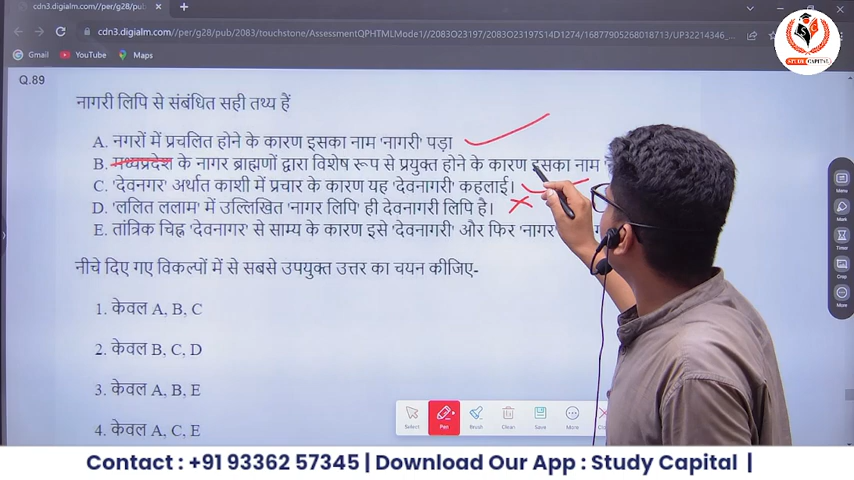 cdn3.digialm.com//per/g28/pub/2083/touchstone/AssessmentQPHTMLMode1//2083O23197/2083O23197S14D1274/16877905268018713/UP32214346_
Gmail YouTube Maps
STUDY CAPITAL
Q.89
नागरी लिपि से संबंधित सही तथ्य हैं
A. नगरों में प्रचलित होने के कारण इसका नाम 'नागरी' पड़ा
B. मध्यप्रदेश के नागर ब्राह्मणों द्वारा विशेष रूप से प्रयुक्त होने के कारण इसका नाम
C. 'देवनगर' अर्थात काशी में प्रचार के कारण यह 'देवनागरी' कहलाई।
D. 'ललित ललाम' में उल्लिखित 'नागर लिपि' ही देवनागरी लिपि है।
E. तांत्रिक चिह्न 'देवनागर' से साम्य के कारण इसे 'देवनागरी' और फिर
नीचे दिए गए विकल्पों में से सबसे उपयुक्त उत्तर का चयन कीजिए-
1. केवल A, B, C
2. केवल B, C, D
3. केवल A, B, E
4. केवल A, C, E
Menu
Mark
Crop
More
Select Pen Brush Clean Save More
Contact : +91 93362 57345 | Download Our App : Study Capital |